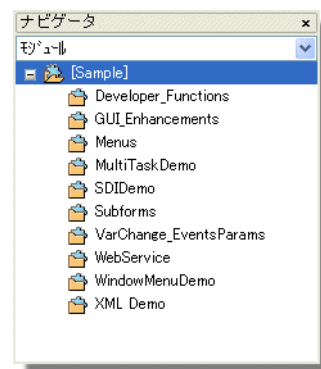 ナビゲータ
ﾓｼﾞｭｰﾙ
[Sample]
Developer_Functions
GUI_Enhancements
Menus
MultiTaskDemo
SDIDemo
Subforms
VarChange_EventsParams
WebService
WindowMenuDemo
XML Demo